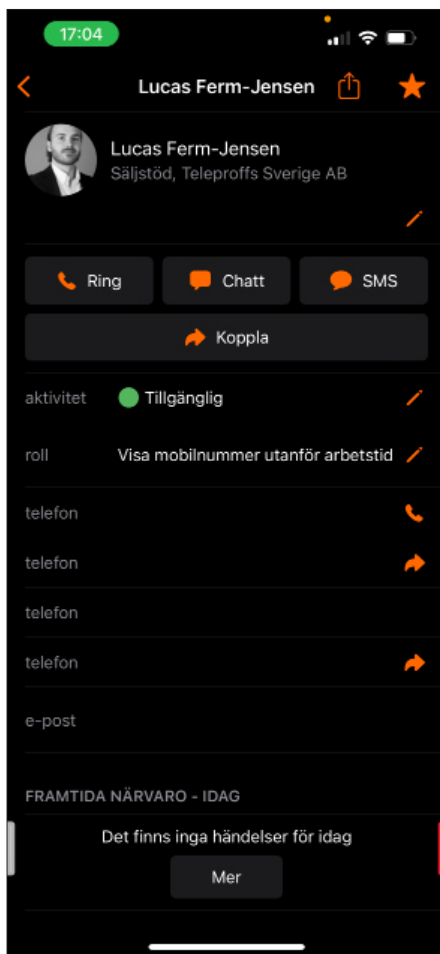 17:04
Lucas Ferm-Jensen
Lucas Ferm-Jensen
Säljstöd, Teleproffs Sverige AB
Ring
Chatt
SMS
Koppla
aktivitet Tillgänglig
roll Visa mobilnummer utanför arbetstid
telefon
telefon
telefon
telefon
e-post
FRAMTIDA NÄRVARO - IDAG
Det finns inga händelser för idag
Mer